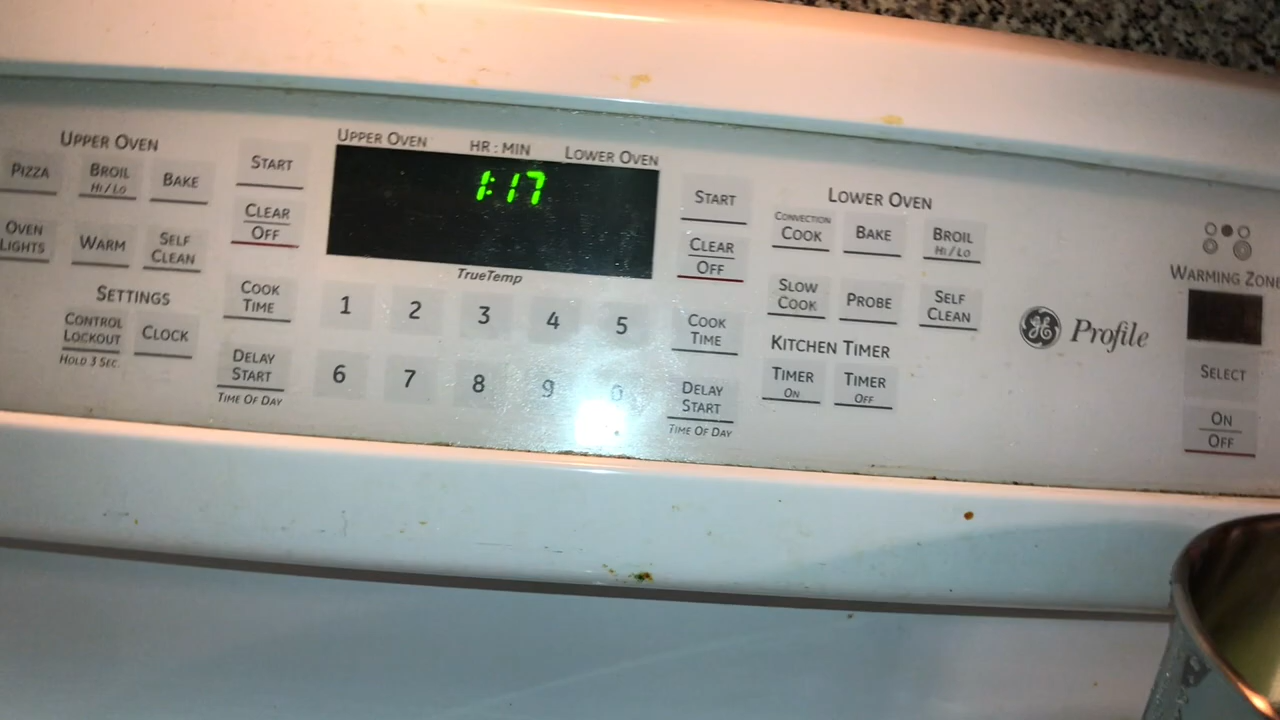 UPPER OVEN
PIZZA
BROIL
HI / LO
BAKE
OVEN
LIGHTS
WARM
SELF
CLEAN
SETTINGS
CONTROL
LOCKOUT
HOLD 3 SEC.
CLOCK
START
CLEAR
OFF
COOK
TIME
DELAY
START
TIME OF DAY
UPPER OVEN
HR : MIN
LOWER OVEN
1:17
TrueTemp
1 2 3 4 5
6 7 8 9 0
START
CLEAR
OFF
COOK
TIME
DELAY
START
TIME OF DAY
LOWER OVEN
CONVECTION
COOK
BAKE
BROIL
HI / LO
SLOW
COOK
PROBE
SELF
CLEAN
KITCHEN TIMER
TIMER
ON
TIMER
OFF
GE
Profile
WARMING ZONE
SELECT
ON
OFF